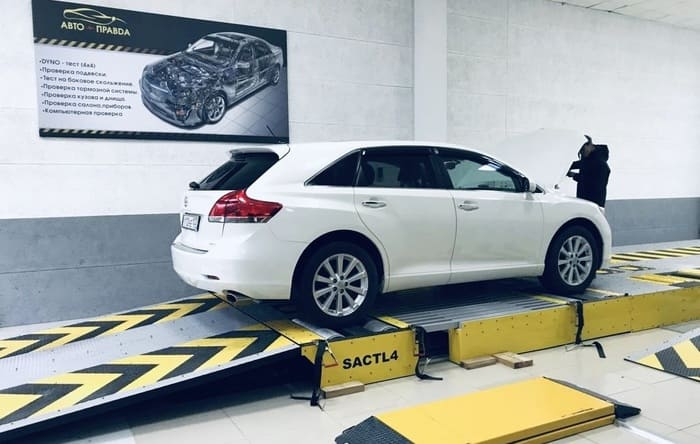 АВТО ПРАВДА
•DYNO - тест (4x4)
•Проверка подвески.
•Тест на боковое скольжение.
•Проверка тормозной системы
•Проверка кузова и днища
•Проверка салона,приборов.
•Компьютерная проверка
SACTL4